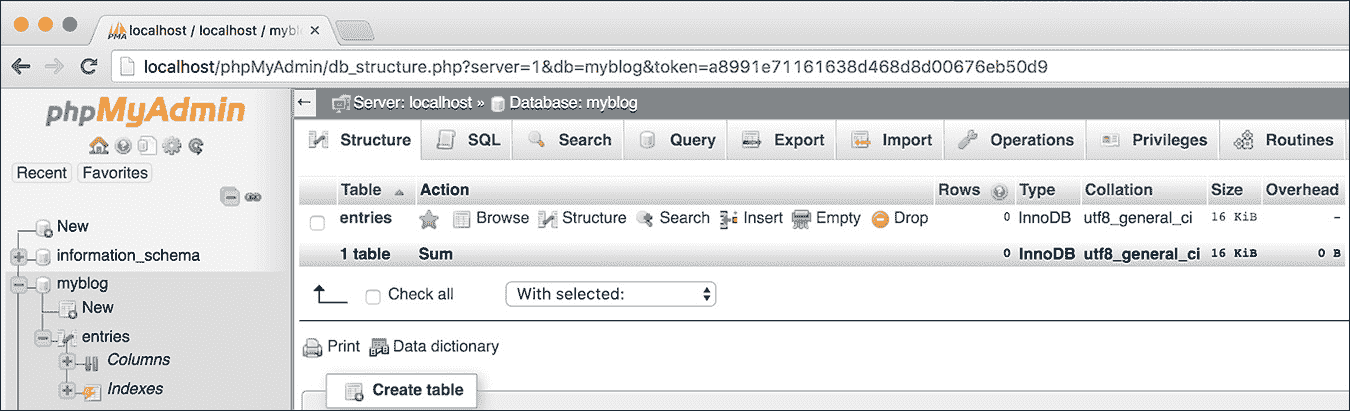 localhost / localhost / myblo
localhost/phpMyAdmin/db_structure.php?server=1&db=myblog&token=a8991e71161638d468d8d00676eb50d9
phpMyAdmin
Recent Favorites
New
information_schema
myblog
New
entries
Columns
Indexes
Server: localhost » Database: myblog
Structure SQL Search Query Export Import Operations Privileges Routines
Table Action Rows Type Collation Size Overhead
entries Browse Structure Search Insert Empty Drop 0 InnoDB utf8_general_ci 16 KiB –
1 table Sum 0 InnoDB utf8_general_ci 16 KiB 0 B
Check all With selected:
Print Data dictionary
Create table